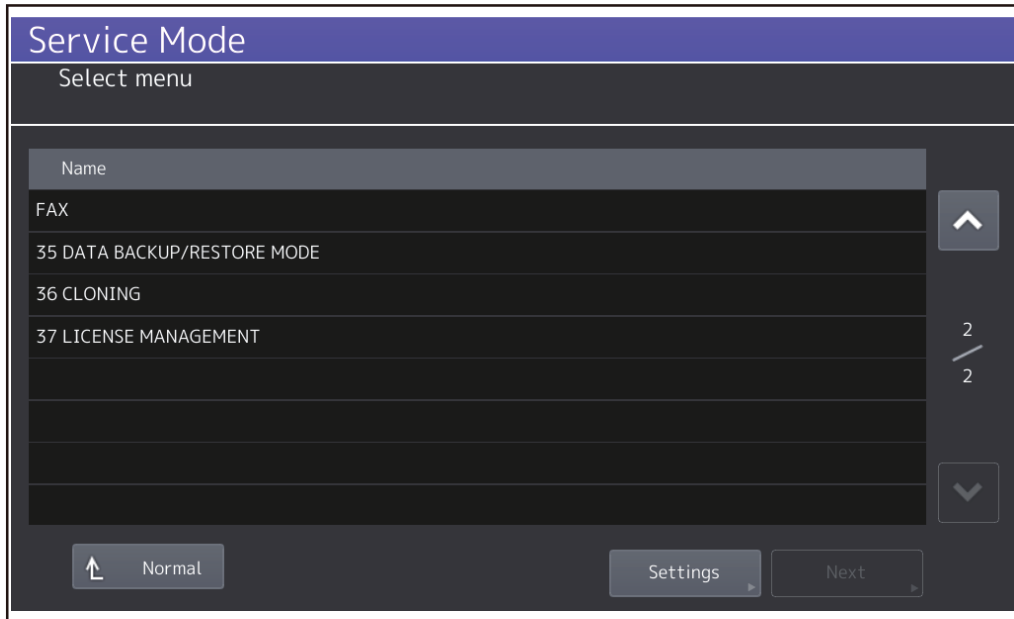 Service Mode
Select menu
Name
FAX
35 DATA BACKUP/RESTORE MODE
36 CLONING
37 LICENSE MANAGEMENT
2
2
Normal
Settings
Next